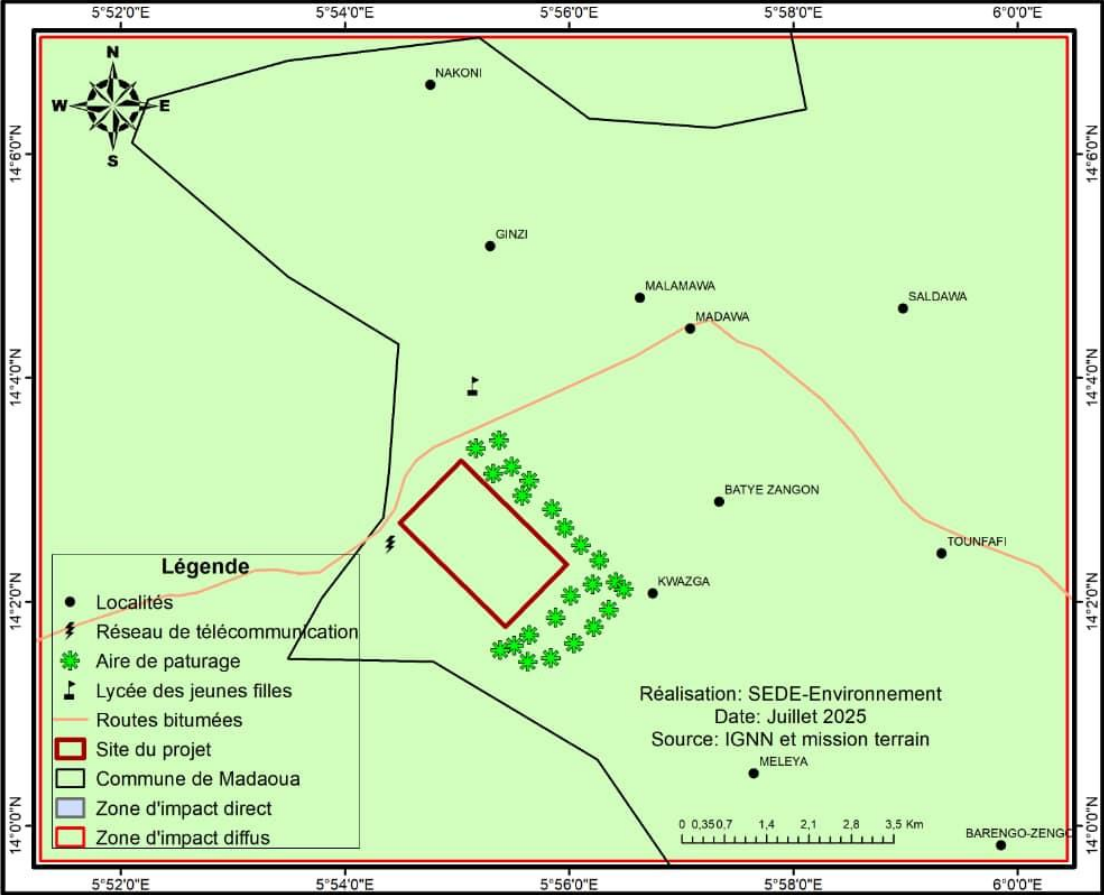 5°52'0"E 5°54'0"E 5°56'0"E 5°58'0"E 6°0'0"E
N
W E
S
NAKONI
14°6'0"N 14°6'0"N
GINZI
MALAMAWA
SALDAWA
MADAWA
14°4'0"N 14°4'0"N
BATYE ZANGON
TOUNFAFI
KWAZGA
14°2'0"N 14°2'0"N
Légende
Localités
Réseau de télécommunication
Aire de paturage
Lycée des jeunes filles
Routes bitumées
Site du projet
Commune de Madaoua
Zone d'impact direct
Zone d'impact diffus
Réalisation: SEDE-Environnement
Date: Juillet 2025
Source: IGNN et mission terrain
MELEYA
0 0,350,7 1,4 2,1 2,8 3,5 Km
BARENGO-ZENGO
14°0'0"N 14°0'0"N
5°52'0"E 5°54'0"E 5°56'0"E 5°58'0"E 6°0'0"E